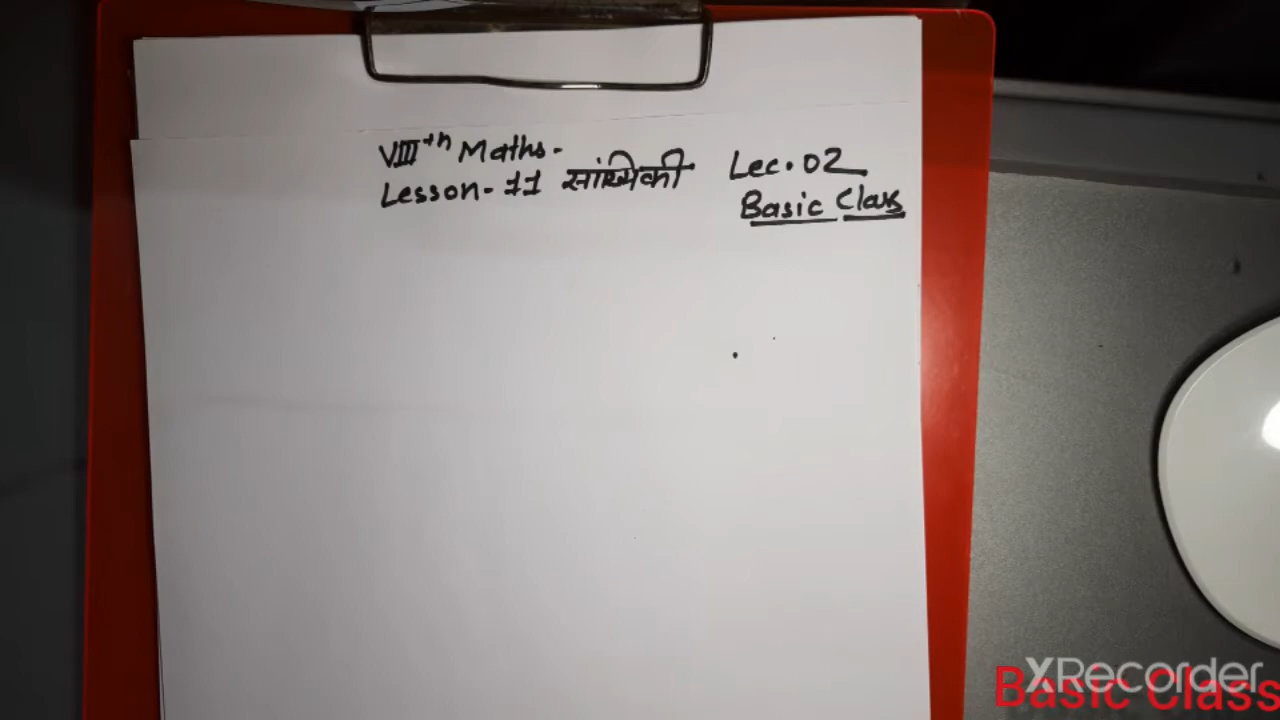 VIIIth Maths.
Lesson-11 सांख्यिकी Lec.02
Basic Class
XRecorder
Basic Class